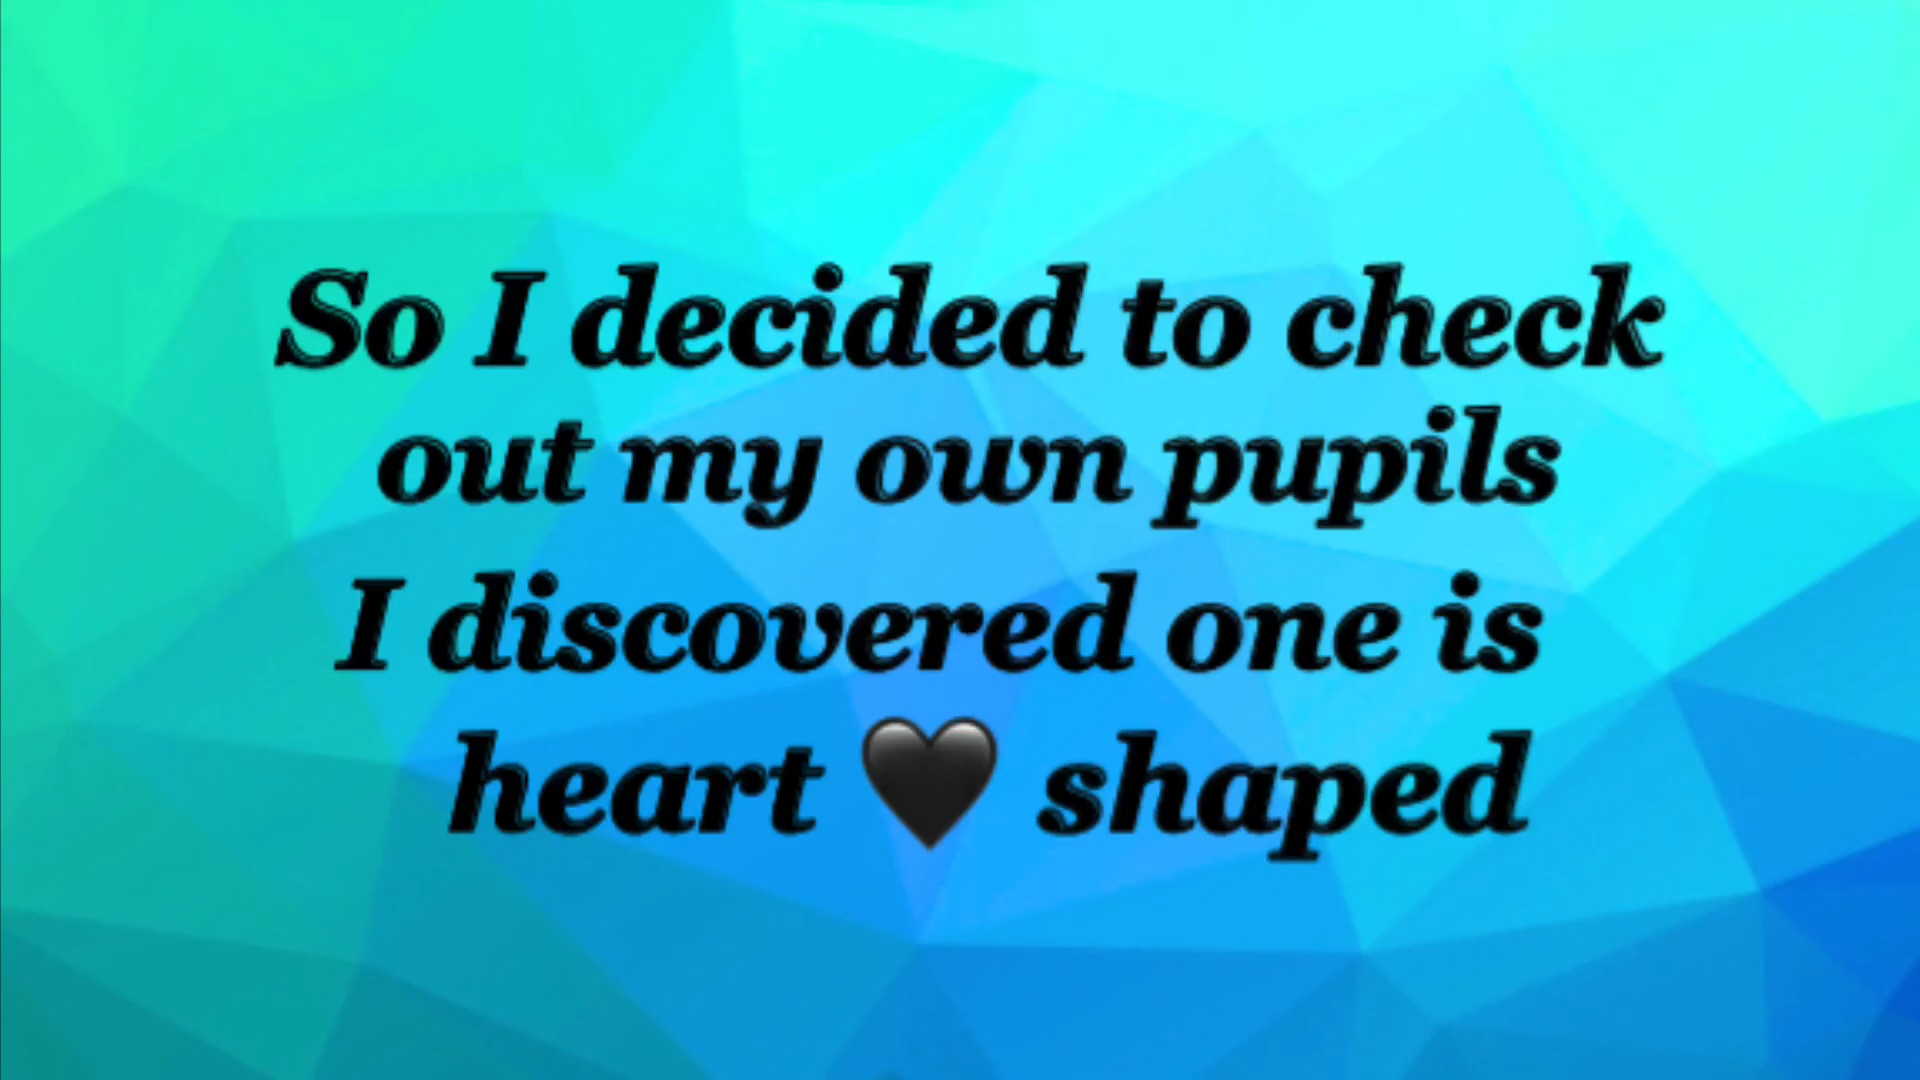 So I decided to check
out my own pupils
I discovered one is
heart 🖤 shaped